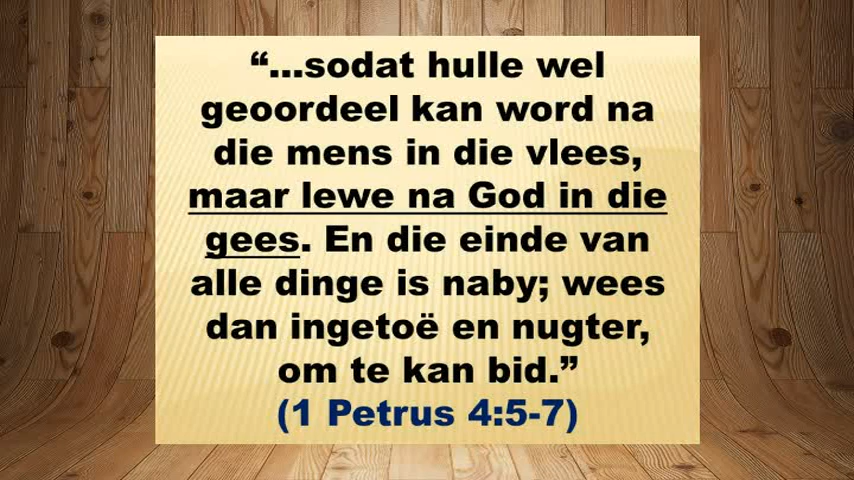 “...sodat hulle wel
geoordeel kan word na
die mens in die vlees,
maar lewe na God in die
gees. En die einde van
alle dinge is naby; wees
dan ingetoë en nugter,
om te kan bid.”
(1 Petrus 4:5-7)